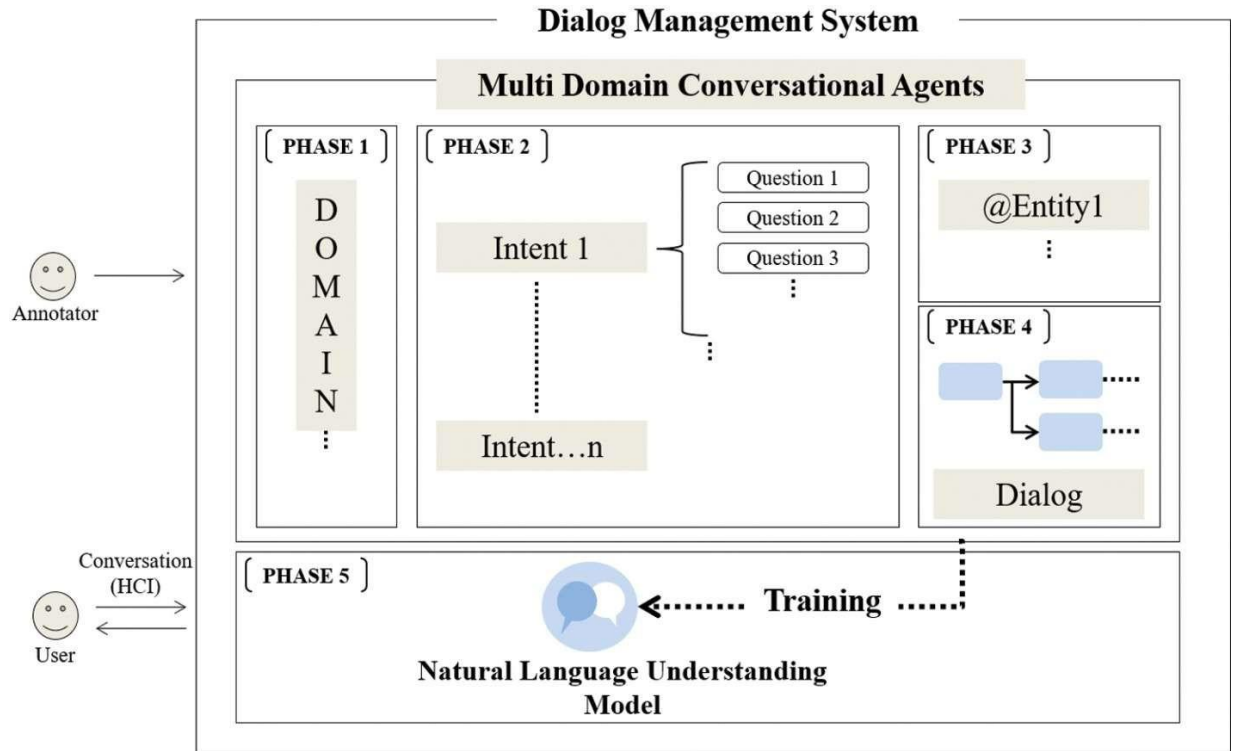 Dialog Management System
Multi Domain Conversational Agents
PHASE 1
DOMAIN
PHASE 2
Intent 1
Question 1
Question 2
Question 3
Intent...n
PHASE 3
@Entity1
PHASE 4
Dialog
Annotator
Conversation
(HCI)
User
PHASE 5
Training
Natural Language Understanding
Model